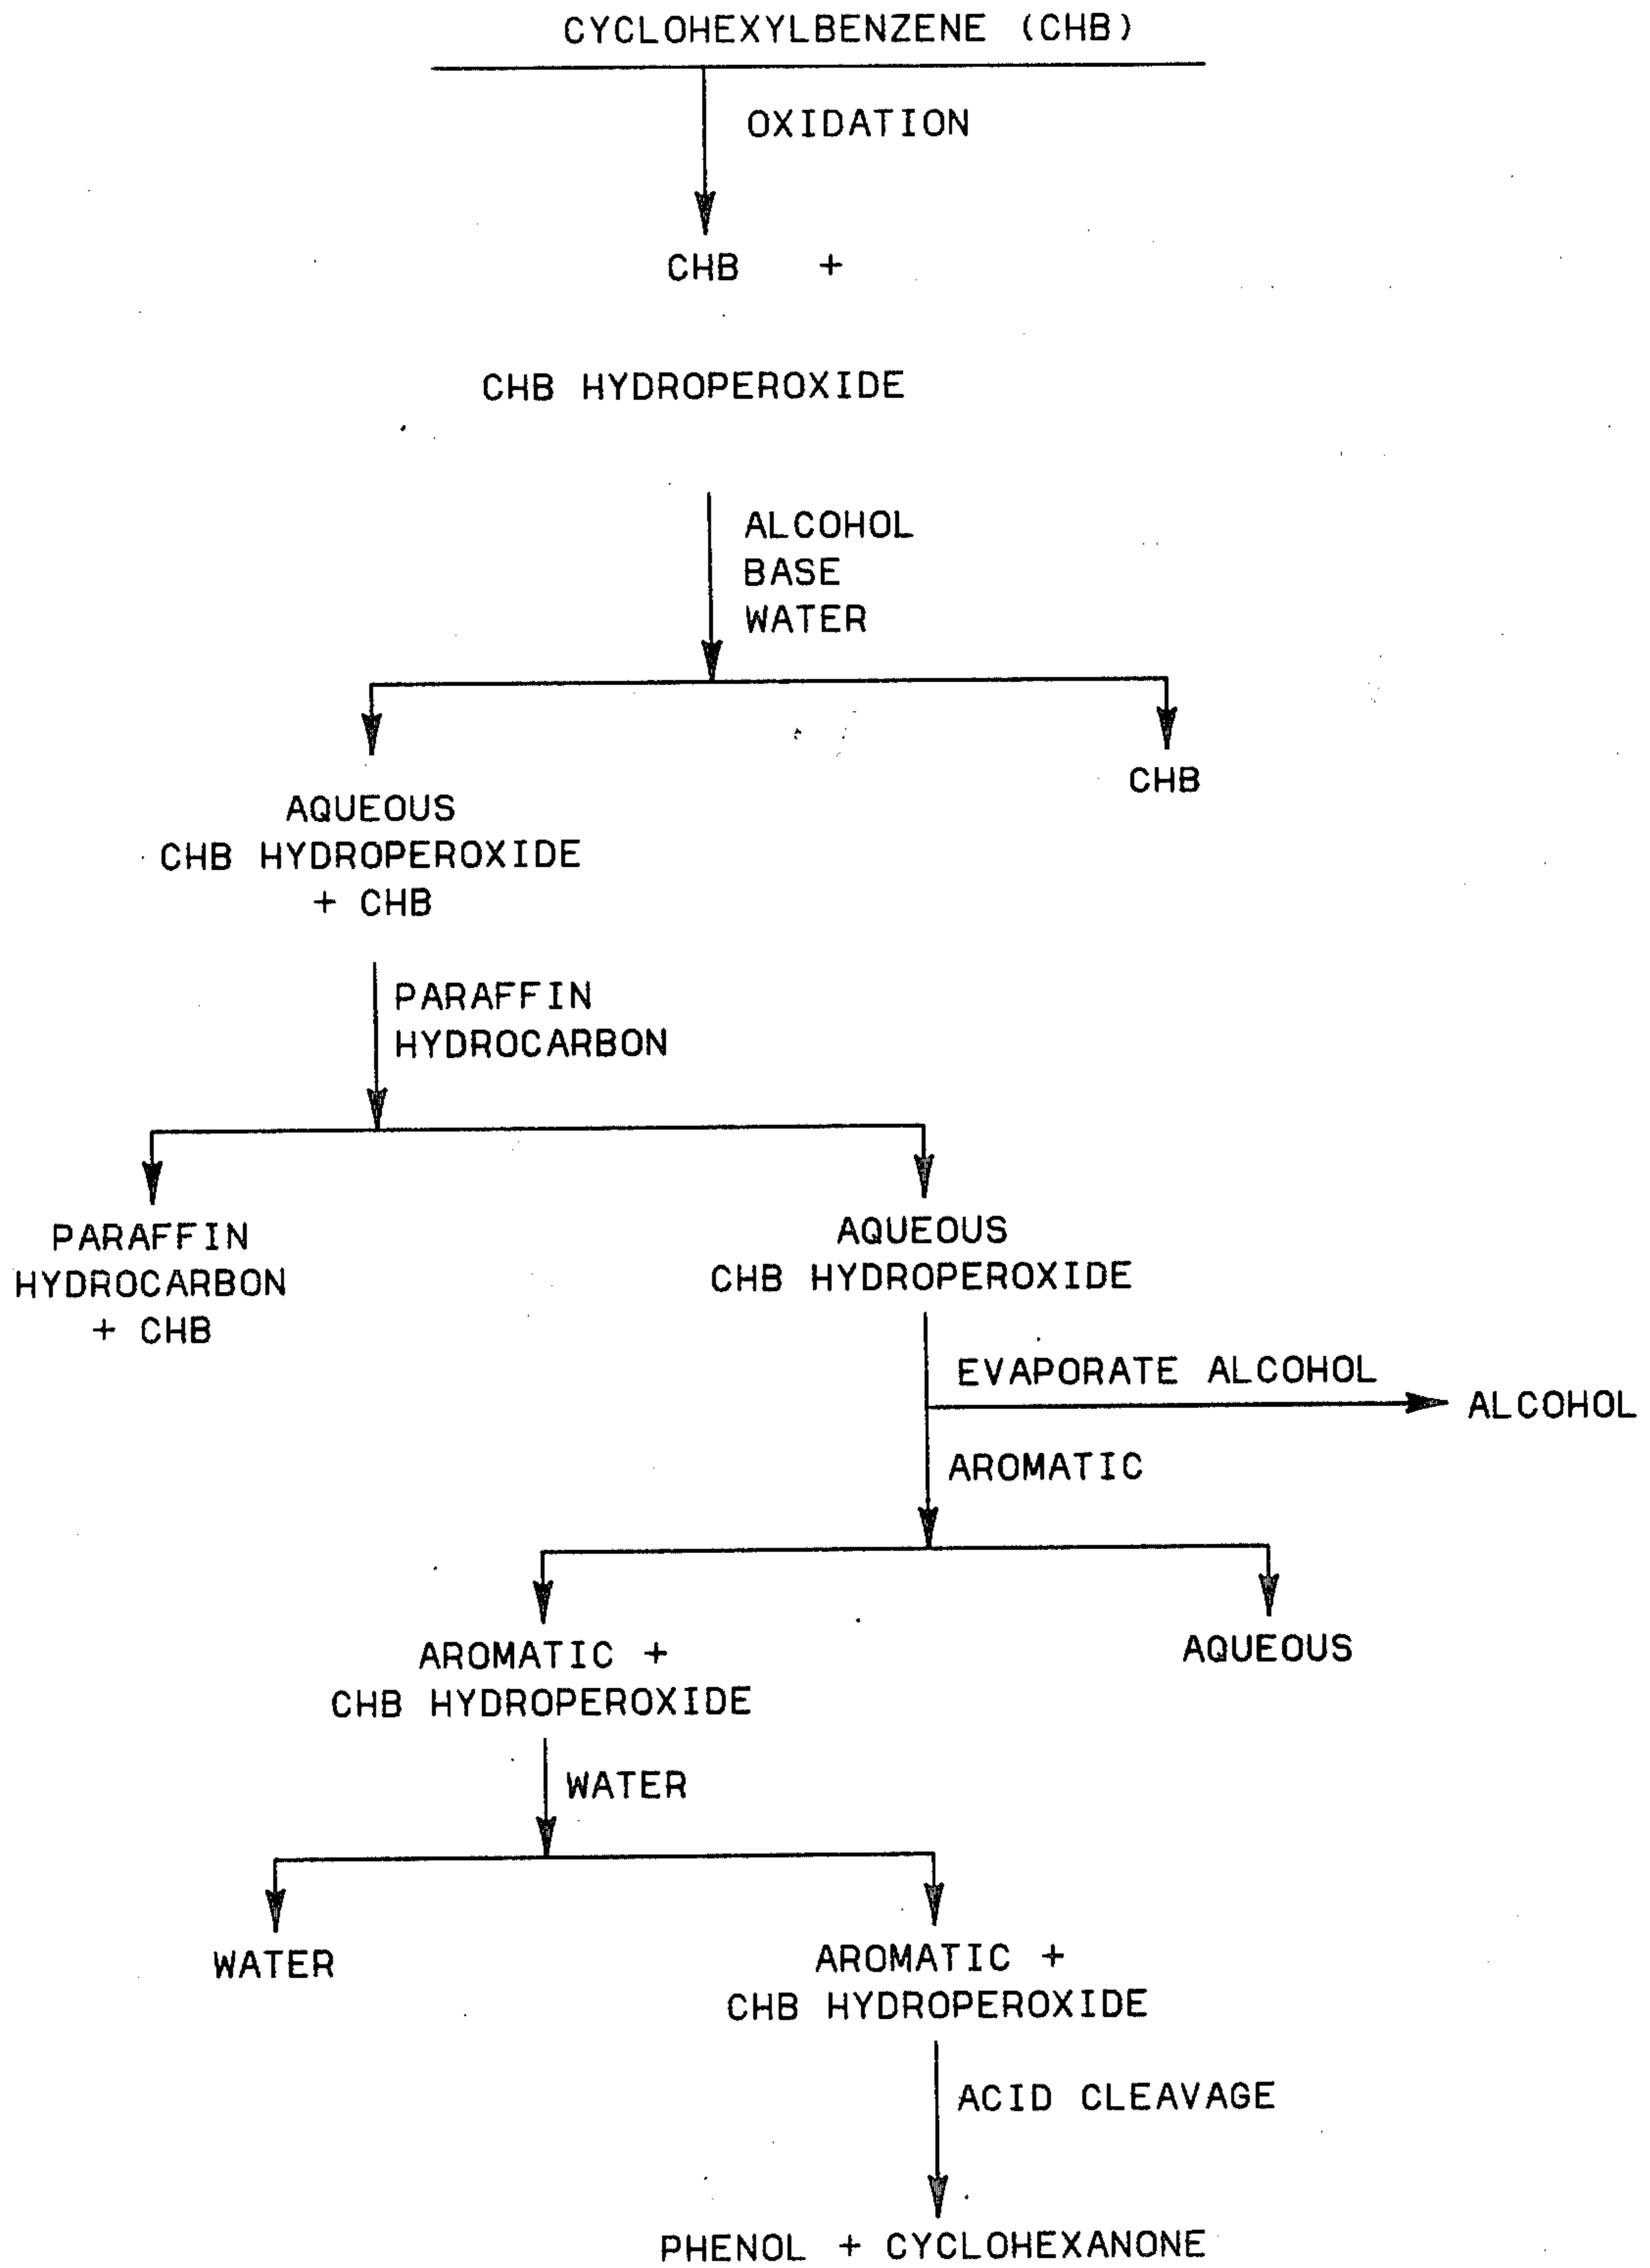 CYCLOHEXYLBENZENE (CHB)
OXIDATION
CHB +
CHB HYDROPEROXIDE
ALCOHOL
BASE
WATER
AQUEOUS
CHB HYDROPEROXIDE
+ CHB
CHB
PARAFFIN
HYDROCARBON
PARAFFIN
HYDROCARBON
+ CHB
AQUEOUS
CHB HYDROPEROXIDE
EVAPORATE ALCOHOL
ALCOHOL
AROMATIC
AROMATIC +
CHB HYDROPEROXIDE
AQUEOUS
WATER
WATER
AROMATIC +
CHB HYDROPEROXIDE
ACID CLEAVAGE
PHENOL + CYCLOHEXANONE